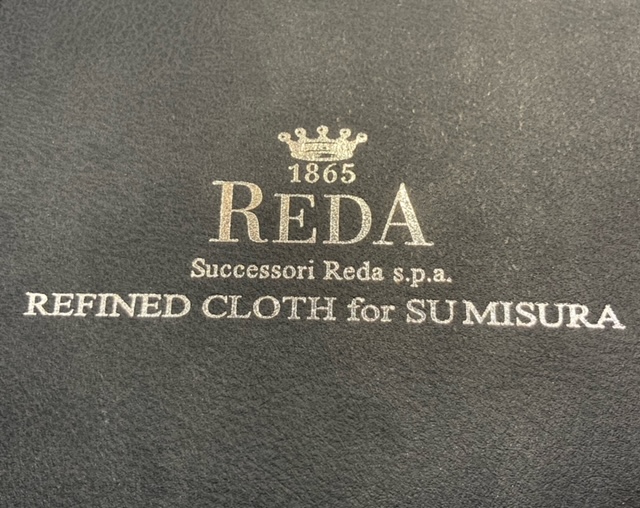 1865
REDA
Successori Reda s.p.a.
REFINED CLOTH for SU MISURA